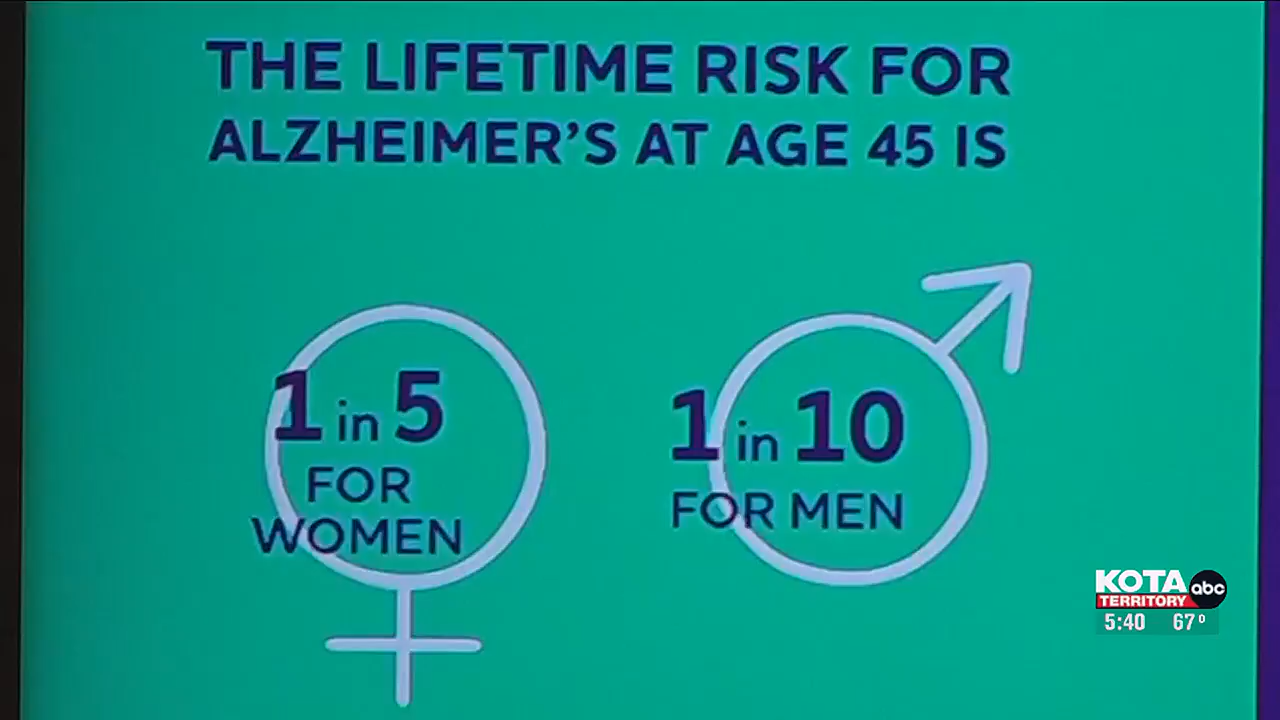 THE LIFETIME RISK FOR
ALZHEIMER'S AT AGE 45 IS
1 in 5
FOR
WOMEN
1 in 10
FOR MEN
KOTA
abc
TERRITORY
5:40 67°